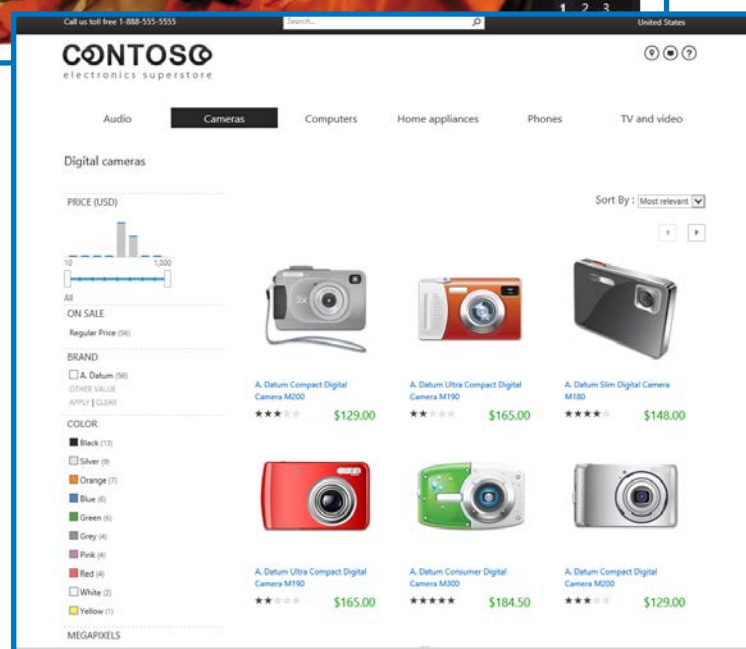 1 2 3
Call us toll free 1-888-555-5555
Search...
United States
CONTOSO
electronics superstore
?
Audio
Cameras
Computers
Home appliances
Phones
TV and video
Digital cameras
PRICE (USD)
10 1,000
All
ON SALE
Regular Price (56)
BRAND
A. Datum (56)
OTHER VALUE
APPLY | CLEAR
COLOR
Black (13)
Silver (9)
Orange (7)
Blue (6)
Green (6)
Grey (4)
Pink (4)
Red (4)
White (2)
Yellow (1)
MEGAPIXELS
Sort By : Most relevant
3x
A. Datum Compact Digital
Camera M200
$129.00
A. Datum Ultra Compact Digital
Camera M190
$165.00
A. Datum Slim Digital Camera
M180
$148.00
A. Datum Ultra Compact Digital
Camera M190
$165.00
A. Datum Consumer Digital
Camera M300
$184.50
A. Datum Compact Digital
Camera M200
$129.00